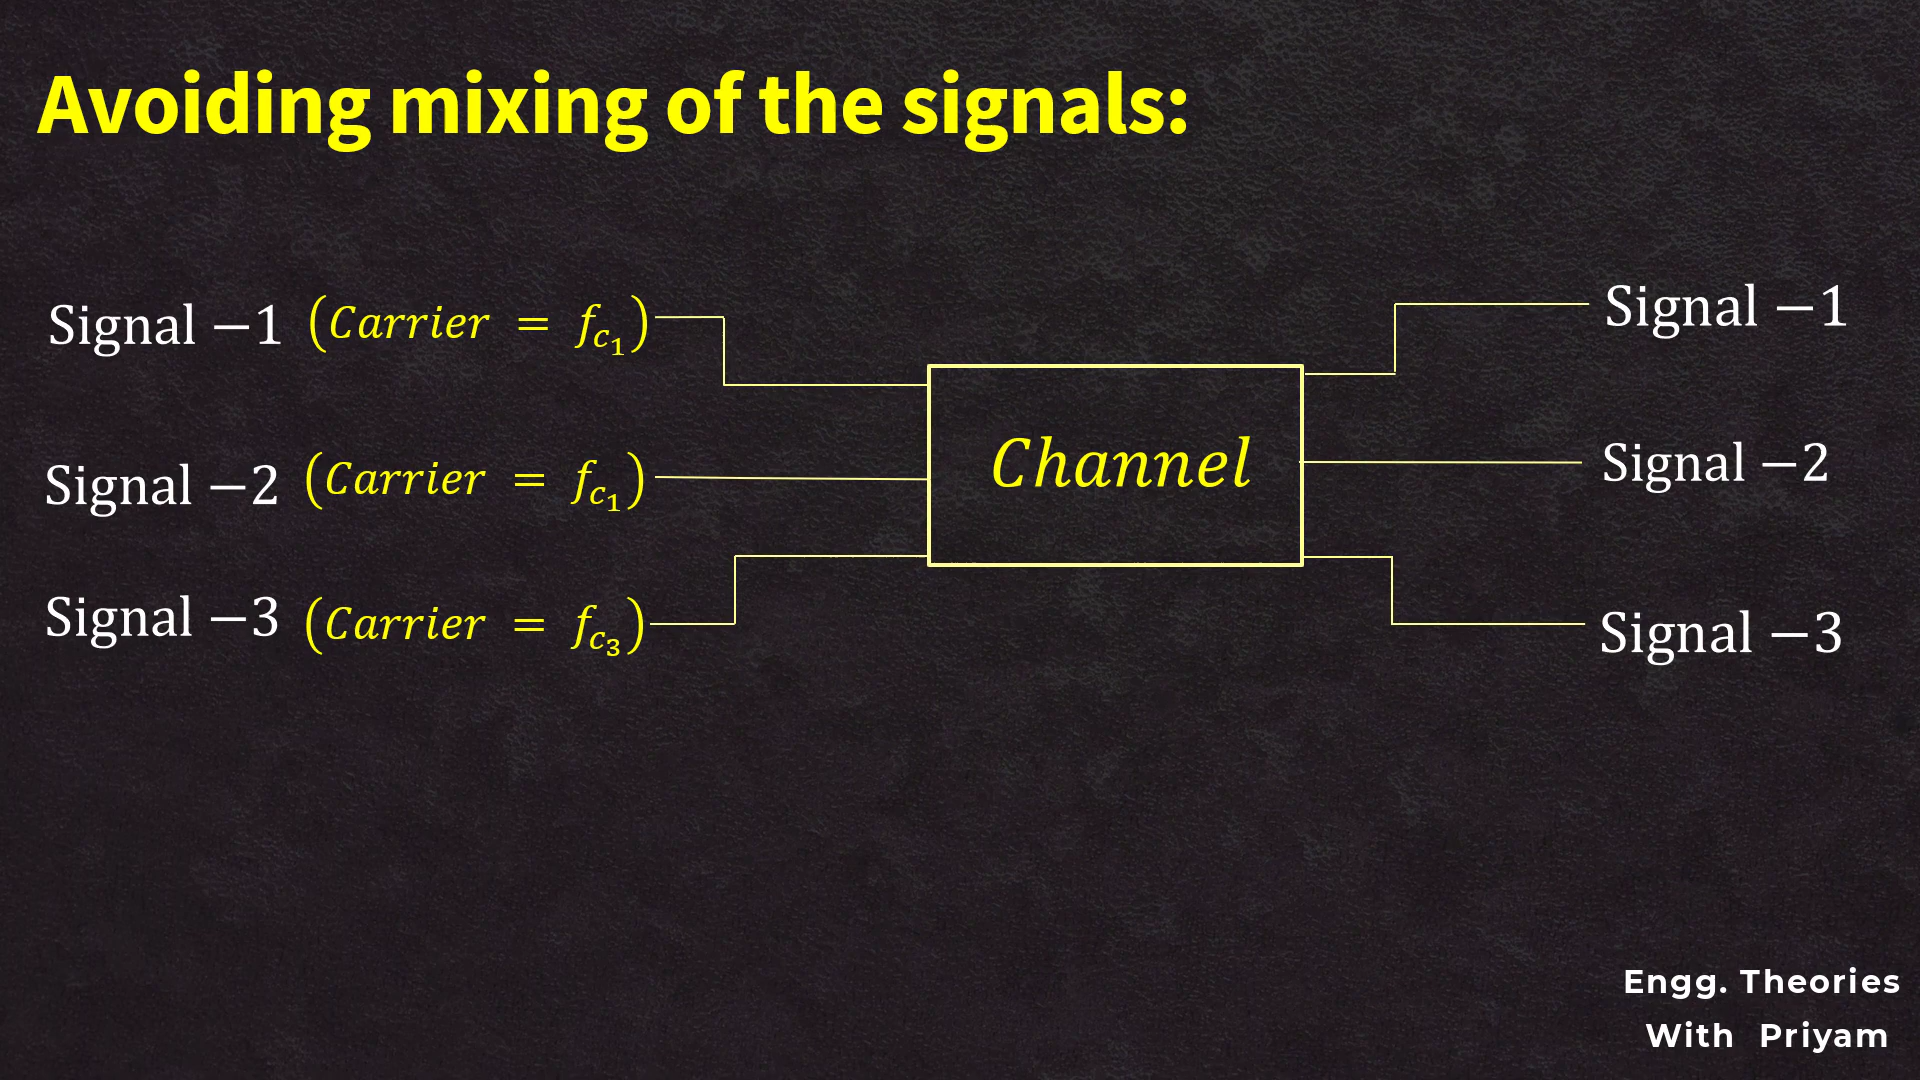 Avoiding mixing of the signals:
Signal −1 (Carrier = f_{c_1})
Signal −2 (Carrier = f_{c_1})
Signal −3 (Carrier = f_{c_3})
Channel
Signal −1
Signal −2
Signal −3
Engg. Theories
With Priyam